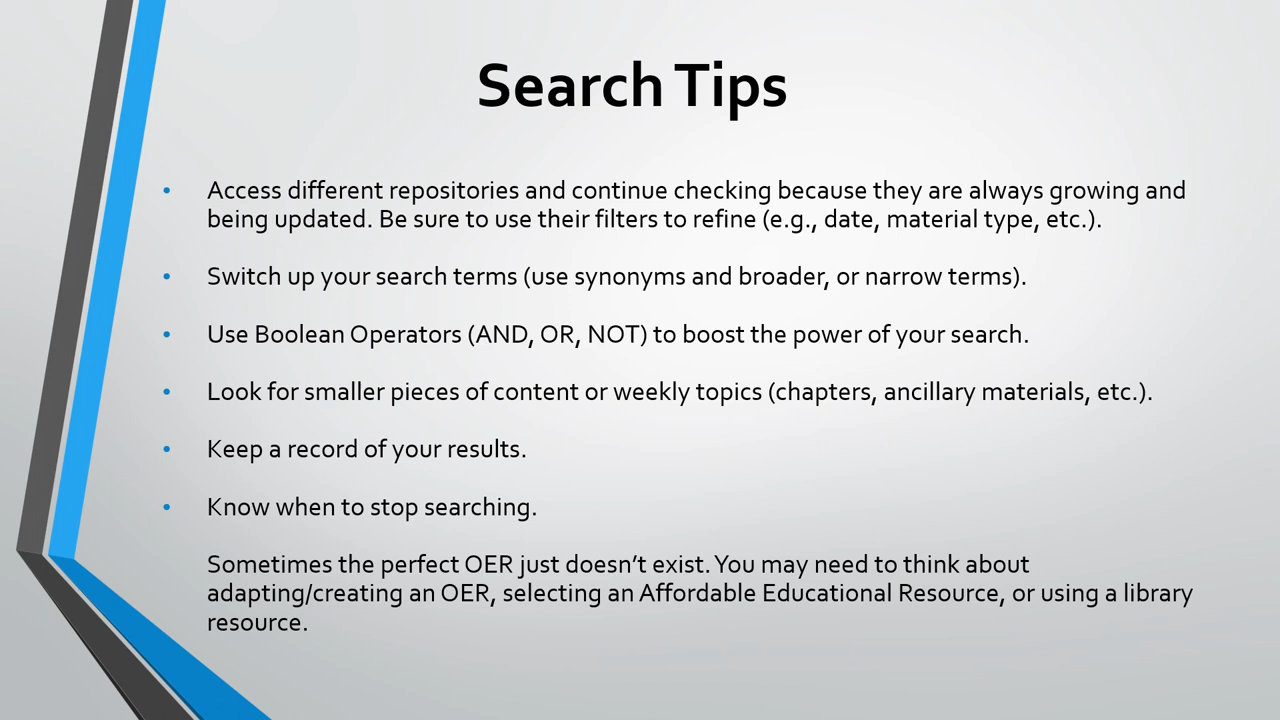 Search Tips
• Access different repositories and continue checking because they are always growing and
being updated. Be sure to use their filters to refine (e.g., date, material type, etc.).
• Switch up your search terms (use synonyms and broader, or narrow terms).
• Use Boolean Operators (AND, OR, NOT) to boost the power of your search.
• Look for smaller pieces of content or weekly topics (chapters, ancillary materials, etc.).
• Keep a record of your results.
• Know when to stop searching.
Sometimes the perfect OER just doesn’t exist. You may need to think about
adapting/creating an OER, selecting an Affordable Educational Resource, or using a library
resource.